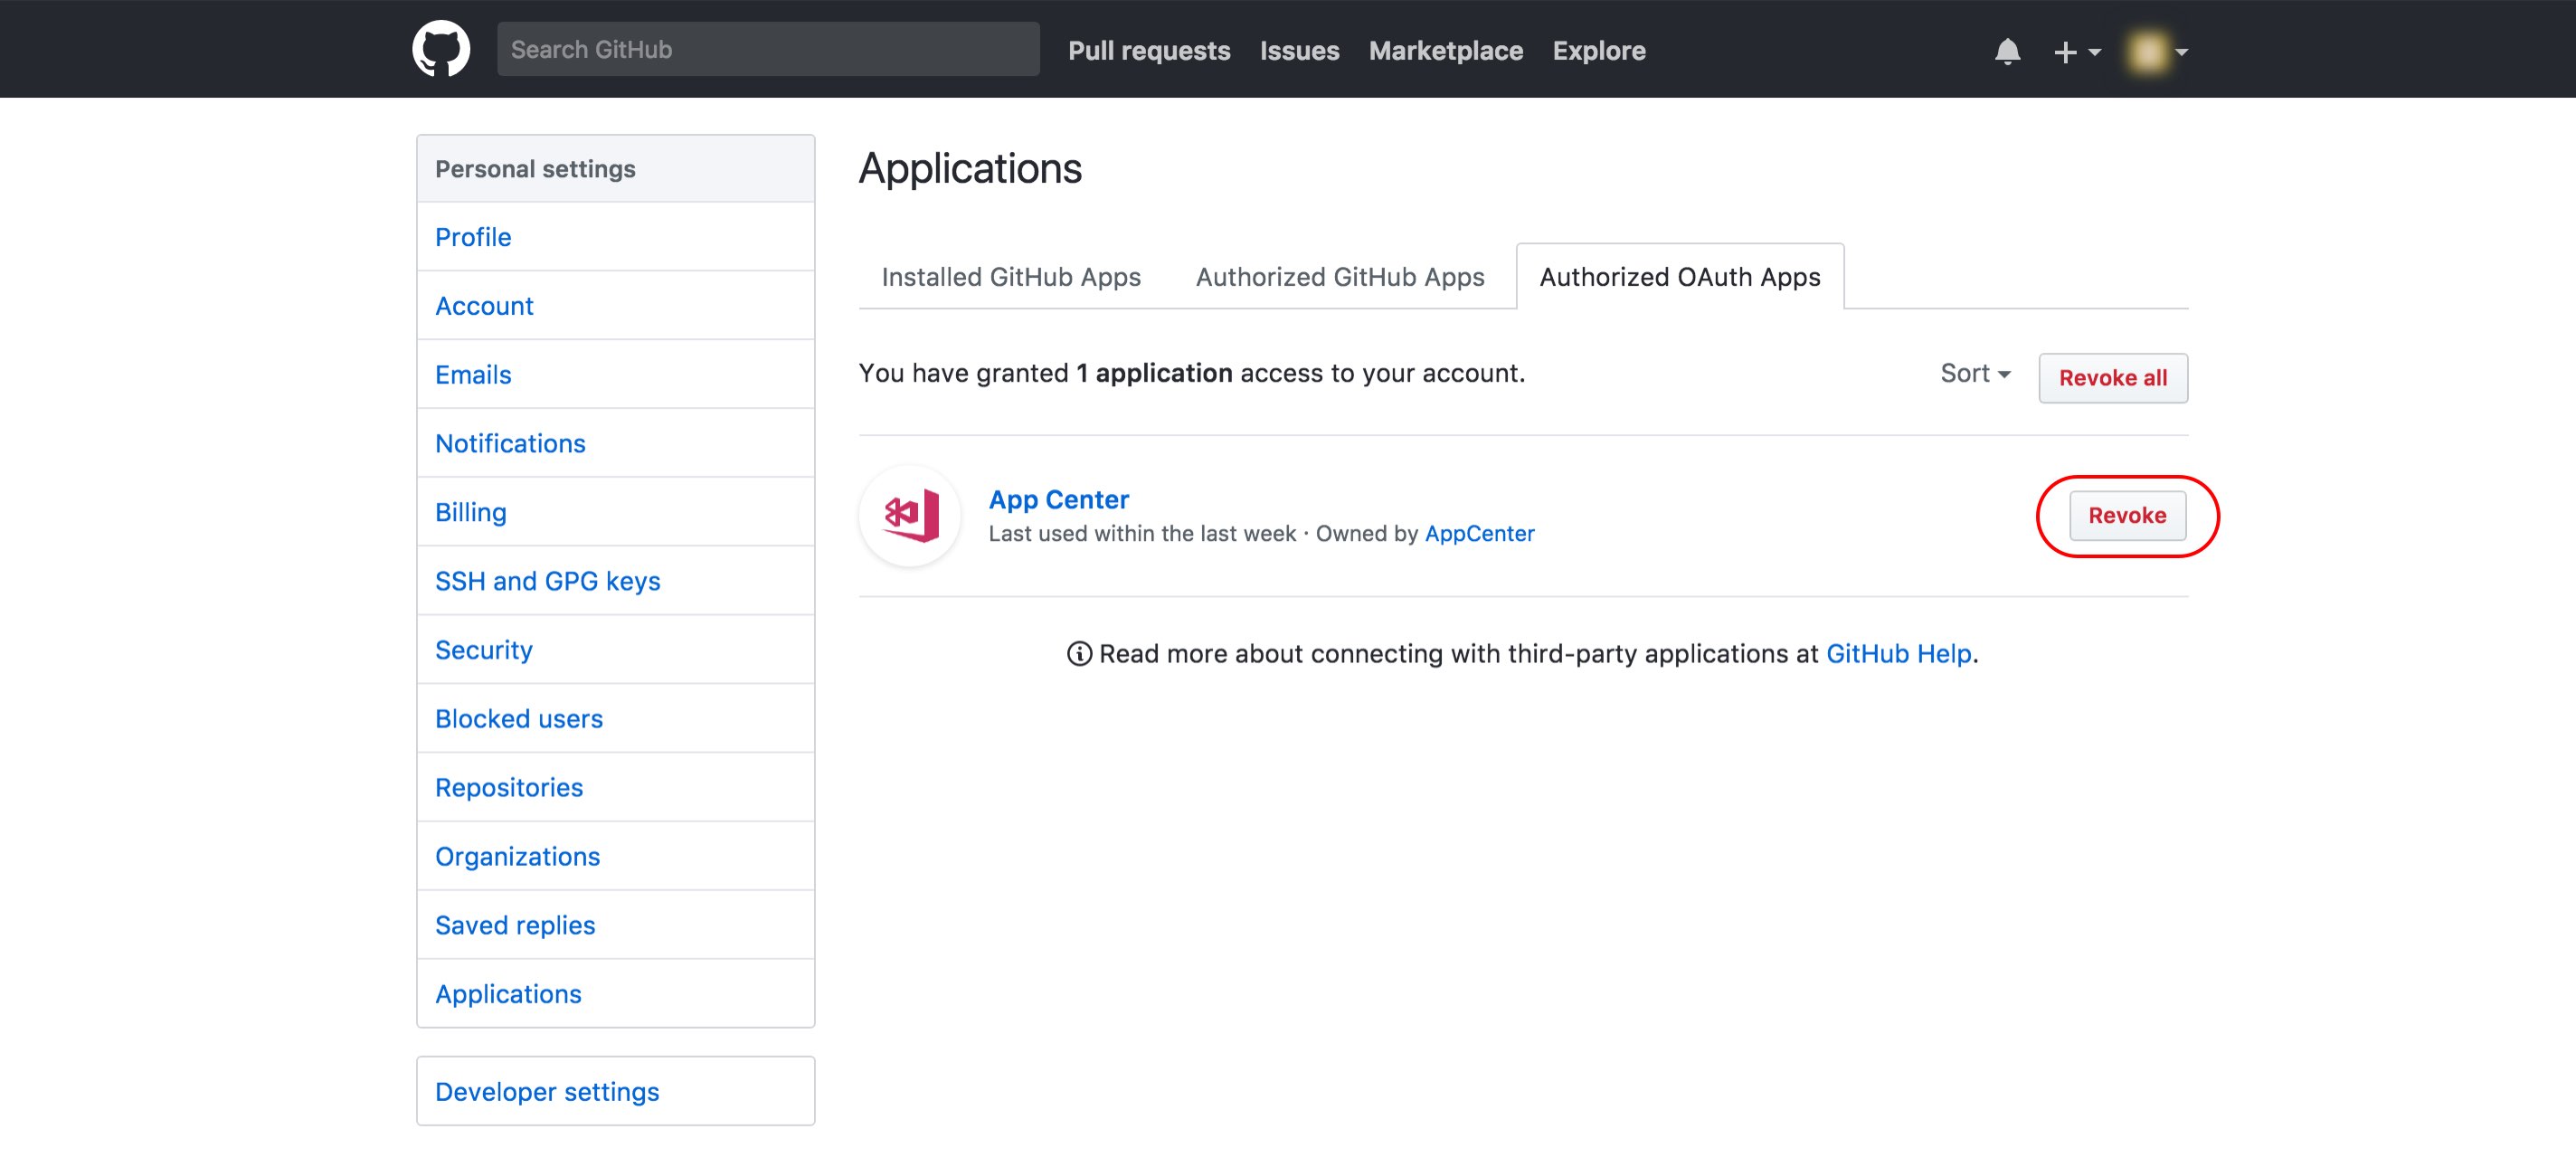 Search GitHub
Pull requests
Issues
Marketplace
Explore
Personal settings
Profile
Account
Emails
Notifications
Billing
SSH and GPG keys
Security
Blocked users
Repositories
Organizations
Saved replies
Applications
Developer settings
Applications
Installed GitHub Apps
Authorized GitHub Apps
Authorized OAuth Apps
You have granted 1 application access to your account.
Sort
Revoke all
App Center
Last used within the last week · Owned by AppCenter
Revoke
Read more about connecting with third-party applications at GitHub Help.